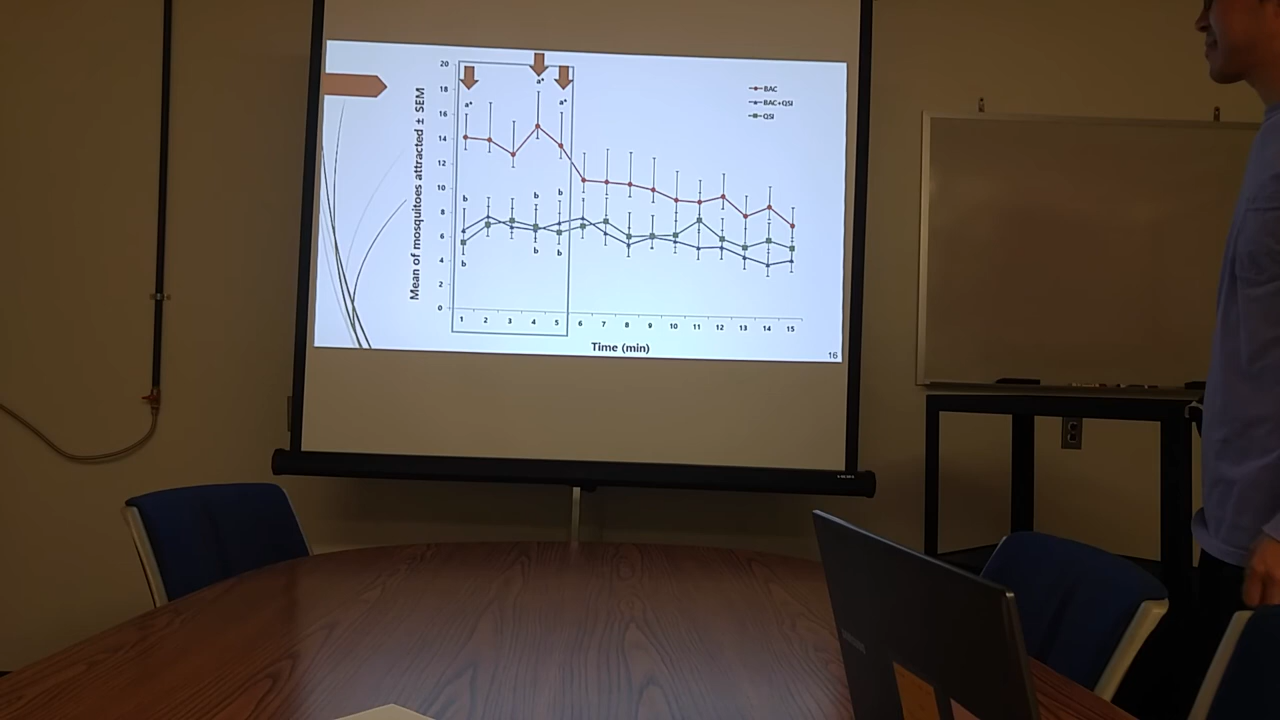 Mean of mosquitoes attracted ± SEM
20
18
16
14
12
10
8
6
4
2
0
a*
a*
a*
b
b
b
b
b
b
BAC
BAC+QSI
QSI
1 2 3 4 5 6 7 8 9 10 11 12 13 14 15
Time (min)
16